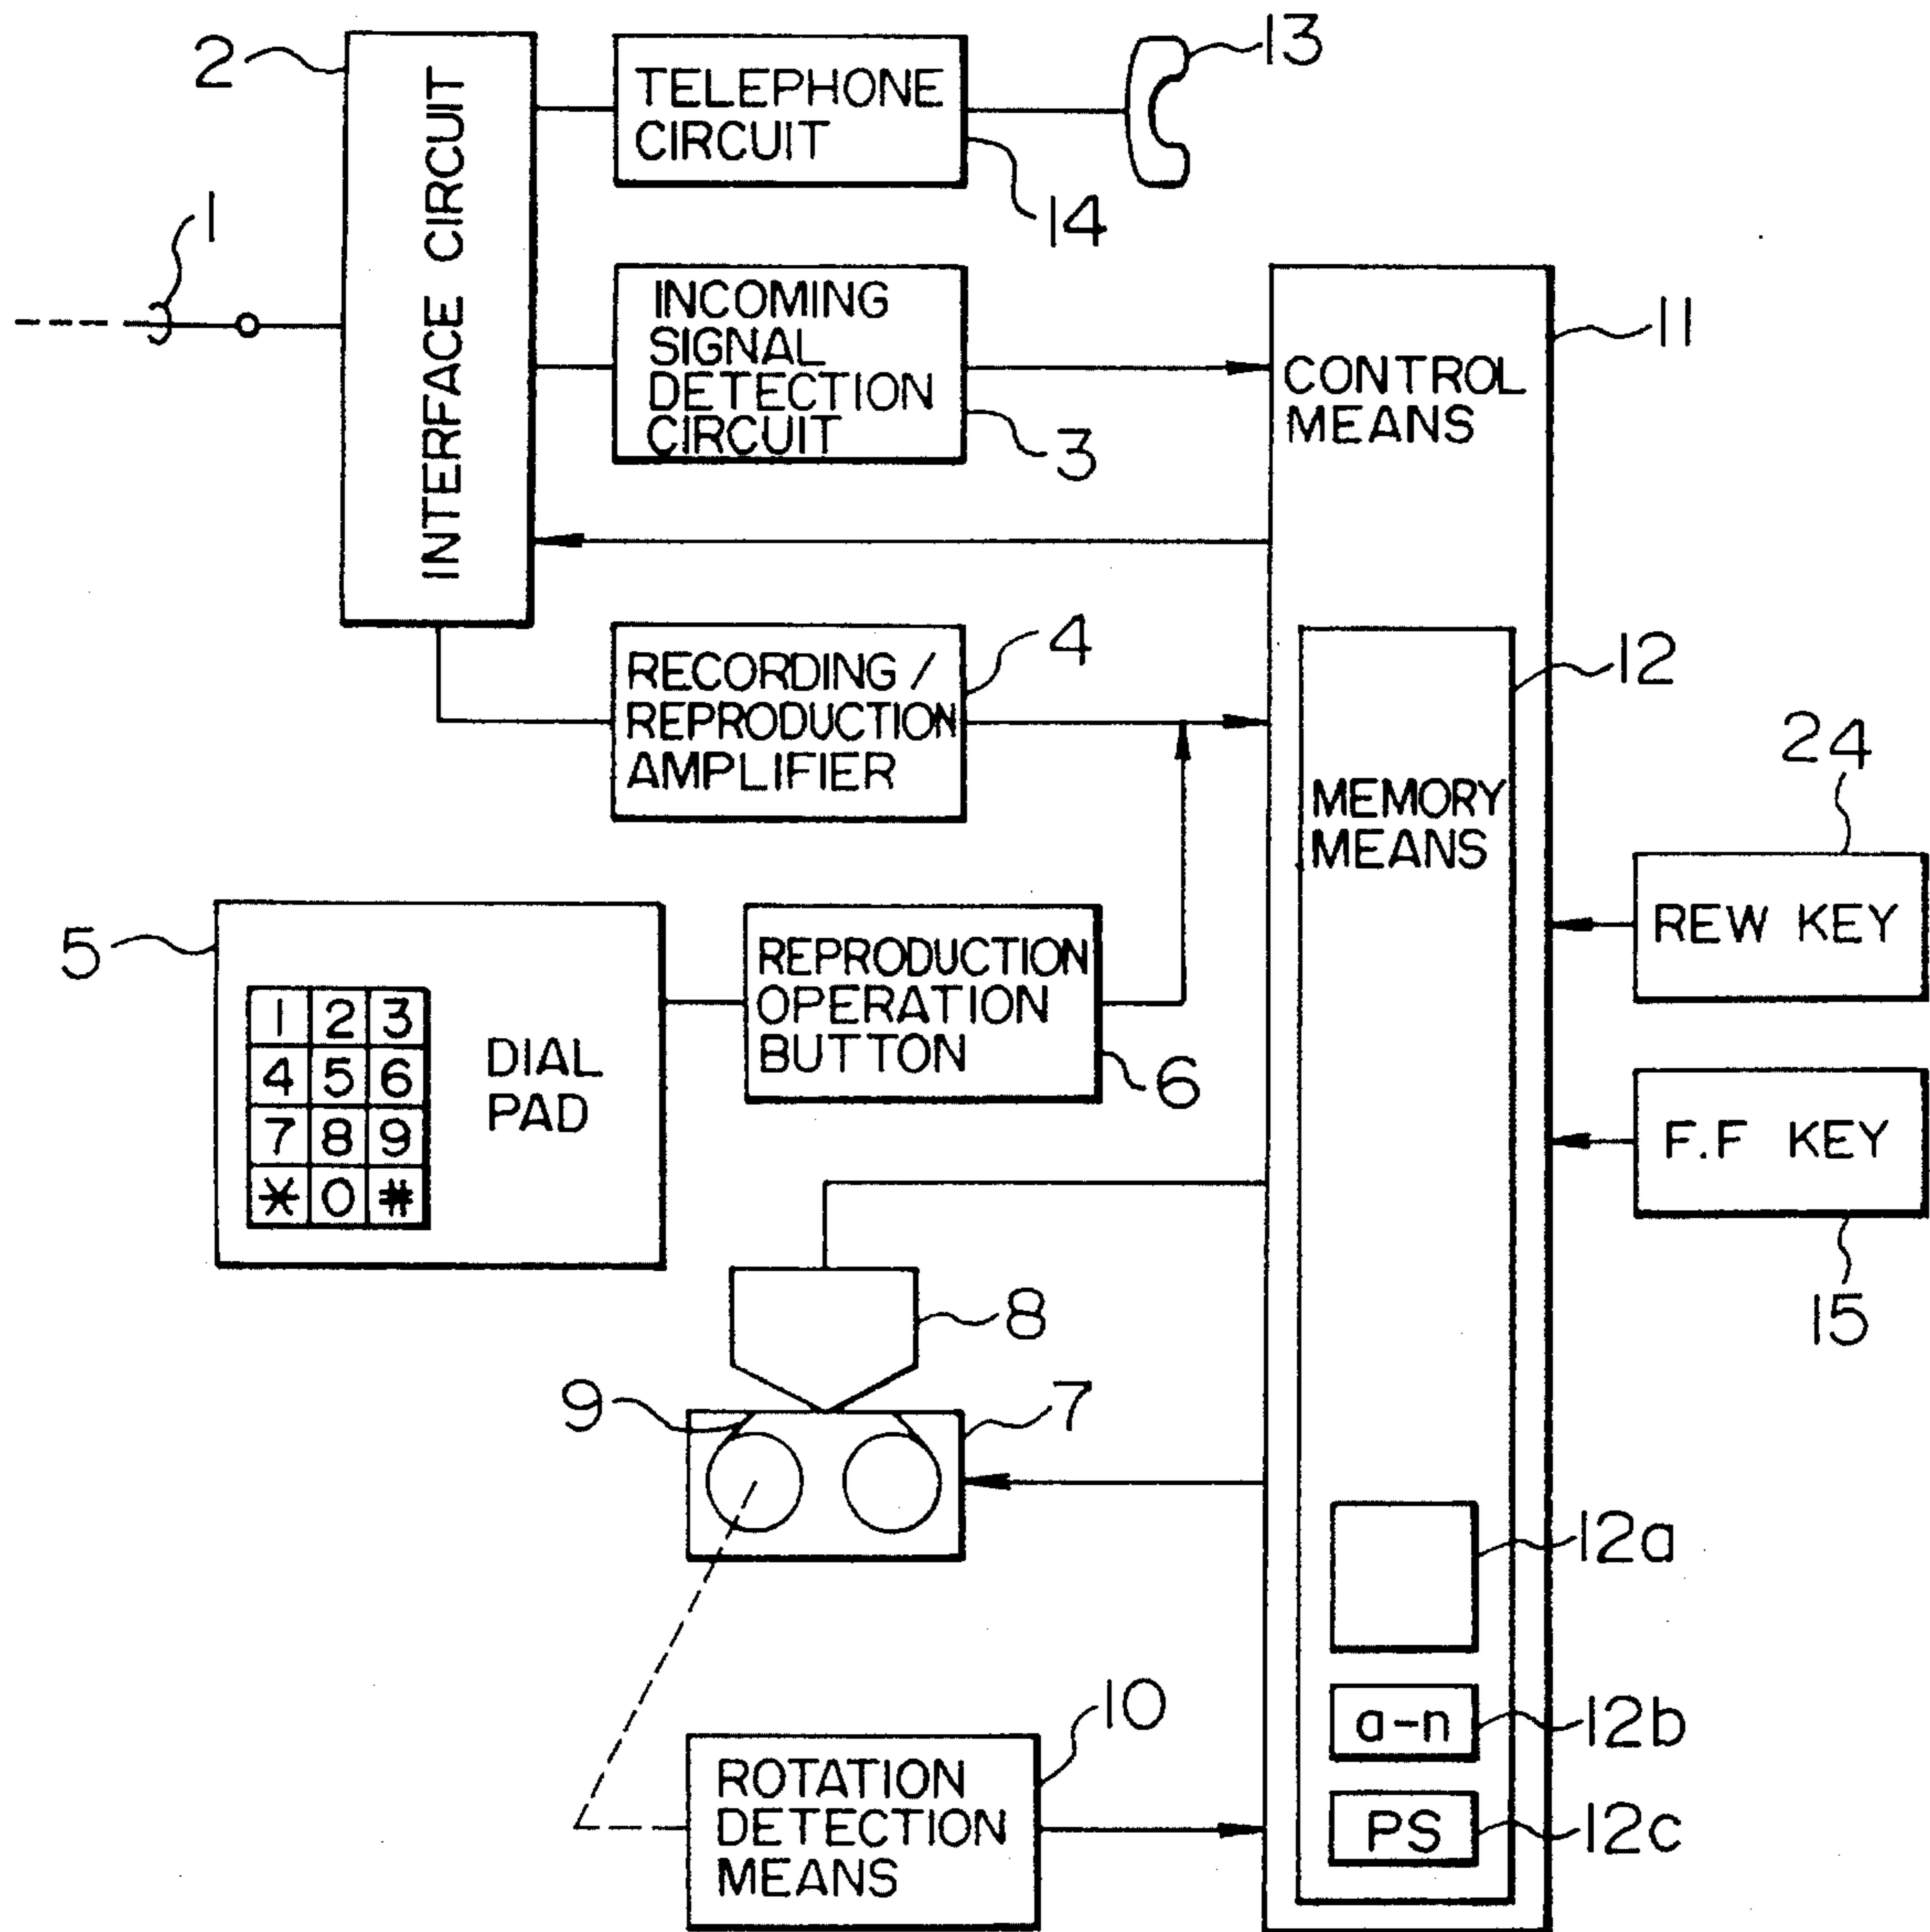 2
INTERFACE CIRCUIT
TELEPHONE
CIRCUIT
13
14
1
INCOMING
SIGNAL
DETECTION
CIRCUIT
3
CONTROL
MEANS
11
RECORDING /
REPRODUCTION
AMPLIFIER
4
12
MEMORY
MEANS
24
REW KEY
5
1 2 3
4 5 6
7 8 9
* 0 #
DIAL
PAD
REPRODUCTION
OPERATION
BUTTON
6
F.F KEY
15
8
9
7
12a
10
a-n
12b
ROTATION
DETECTION
MEANS
PS
12c